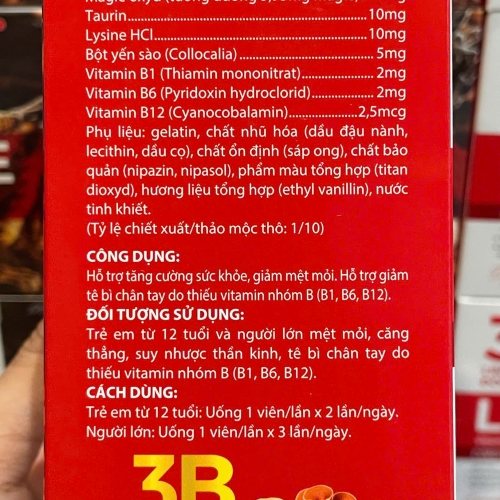 Taurin........................................................10mg
Lysine HCl..................................................10mg
Bột yến sào (Collocalia)..............................5mg
Vitamin B1 (Thiamin mononitrat)................2mg
Vitamin B6 (Pyridoxin hydroclorid)..............2mg
Vitamin B12 (Cyanocobalamin)................2,5mcg
Phụ liệu: gelatin, chất nhũ hóa (dầu đậu nành,
lecithin, dầu cọ), chất ổn định (sáp ong), chất bảo
quản (nipazin, nipasol), phẩm màu tổng hợp (titan
dioxyd), hương liệu tổng hợp (ethyl vanillin), nước
tinh khiết.
(Tỷ lệ chiết xuất/thảo mộc thô: 1/10)
CÔNG DỤNG:
Hỗ trợ tăng cường sức khỏe, giảm mệt mỏi. Hỗ trợ giảm
tê bì chân tay do thiếu vitamin nhóm B (B1, B6, B12).
ĐỐI TƯỢNG SỬ DỤNG:
Trẻ em từ 12 tuổi và người lớn mệt mỏi, căng
thẳng, suy nhược thần kinh, tê bì chân tay do
thiếu vitamin nhóm B (B1, B6, B12).
CÁCH DÙNG:
Trẻ em từ 12 tuổi: Uống 1 viên/lần x 2 lần/ngày.
Người lớn: Uống 1 viên/lần x 3 lần/ngày.
3B